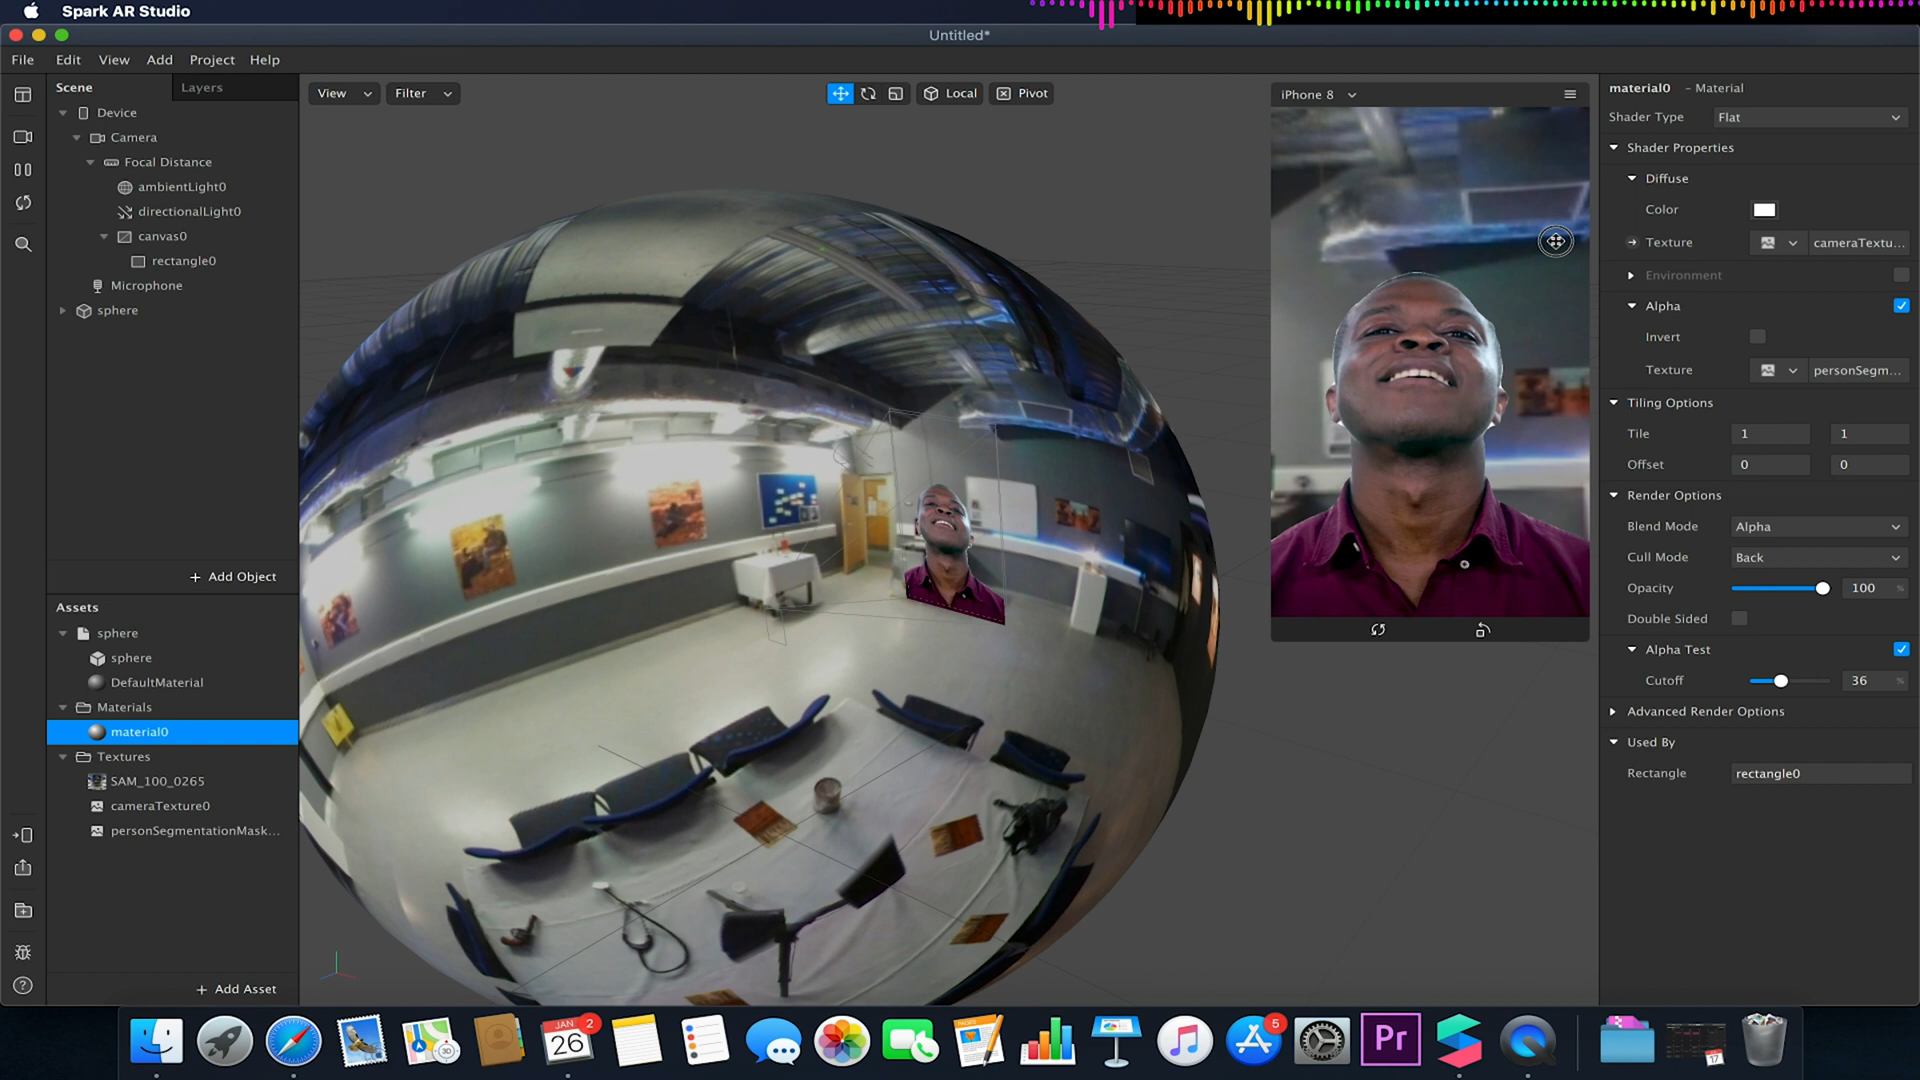 Spark AR Studio
Untitled*
File Edit View Add Project Help
Scene Layers
Device
Camera
Focal Distance
ambientLight0
directionalLight0
canvas0
rectangle0
Microphone
sphere
+ Add Object
Assets
sphere
sphere
DefaultMaterial
Materials
material0
Textures
SAM_100_0265
cameraTexture0
personSegmentationMask...
+ Add Asset
View Filter
Local Pivot
iPhone 8
material0 - Material
Shader Type Flat
Shader Properties
Diffuse
Color
Texture cameraTextu...
Environment
Alpha
Invert
Texture personSegm...
Tiling Options
Tile 1 1
Offset 0 0
Render Options
Blend Mode Alpha
Cull Mode Back
Opacity 100 %
Double Sided
Alpha Test
Cutoff 36 %
Advanced Render Options
Used By
Rectangle rectangle0
JAN 2
26
5
Pr
17